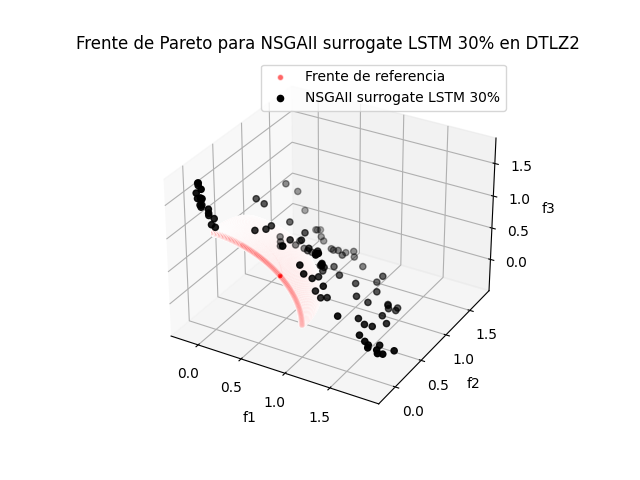 Frente de Pareto para NSGAII surrogate LSTM 30% en DTLZ2
Frente de referencia
NSGAII surrogate LSTM 30%
1.5
1.0
0.5
0.0
f3
1.5
1.0
0.5
0.0
f2
0.0
0.5
1.0
1.5
f1